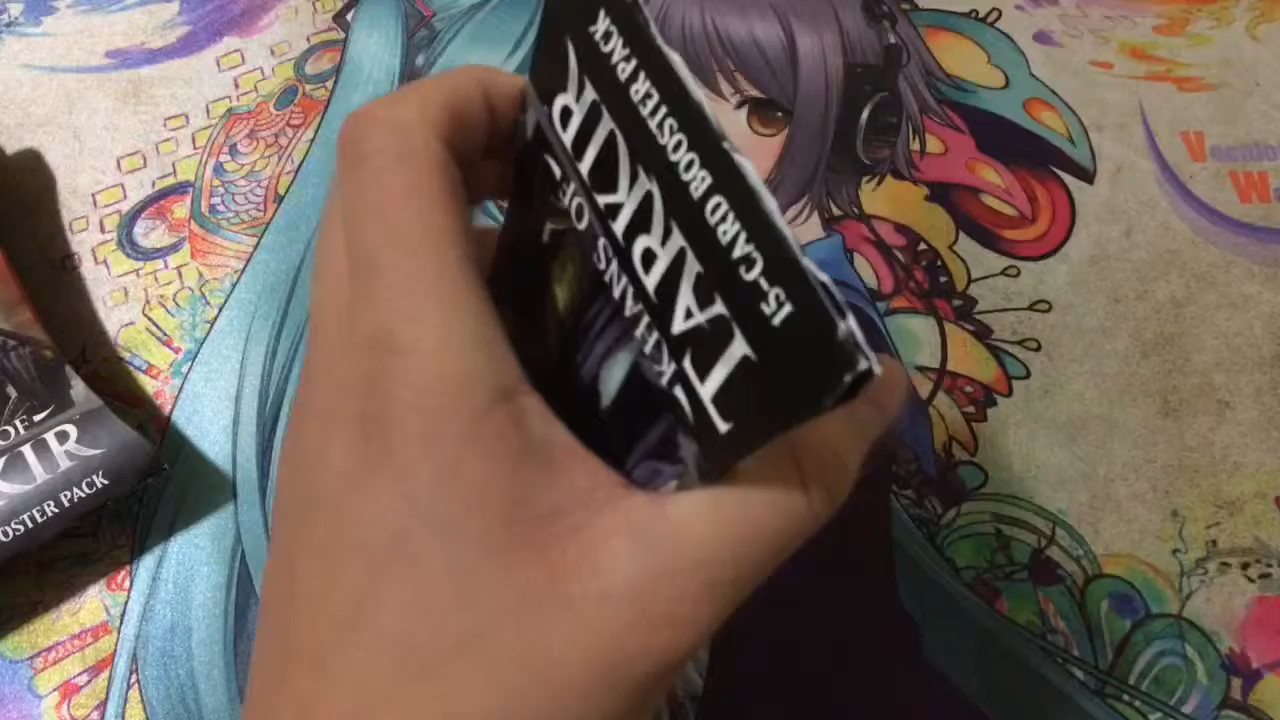 KHANS OF
TARKIR
15-CARD BOOSTER PACK
OF
KIR
OSTER PACK